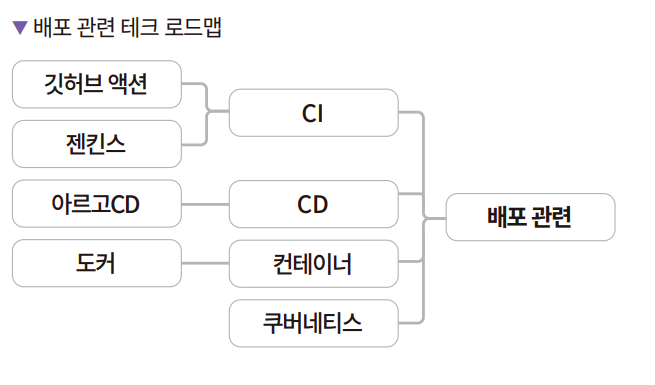 ▼ 배포 관련 테크 로드맵
깃허브 액션
젠킨스
CI
아르고CD
CD
배포 관련
도커
컨테이너
쿠버네티스